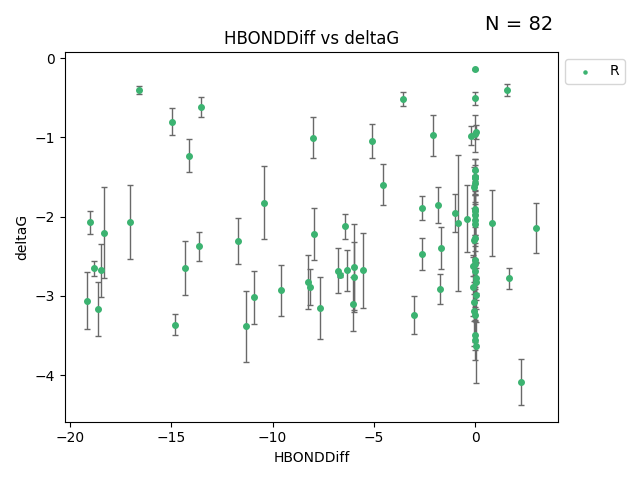 N = 82
HBONDDiff vs deltaG
R
0
−1
−2
−3
−4
deltaG
−20 −15 −10 −5 0
HBONDDiff